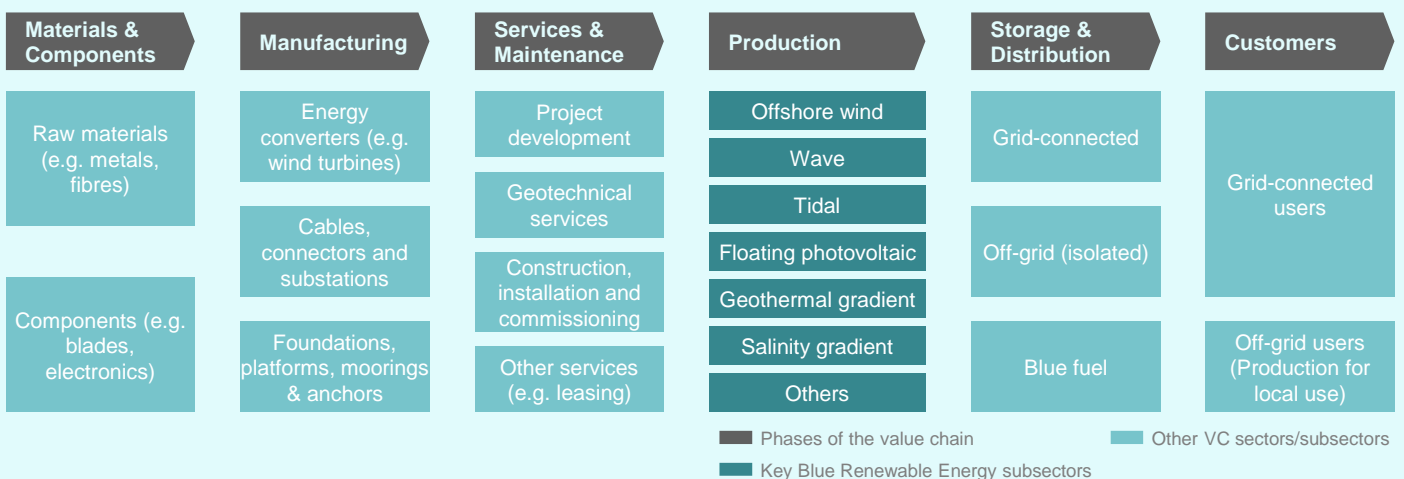 Materials &
Components
Manufacturing
Services &
Maintenance
Production
Storage &
Distribution
Customers
Raw materials
(e.g. metals,
fibres)
Components (e.g.
blades,
electronics)
Energy
converters (e.g.
wind turbines)
Cables,
connectors and
substations
Foundations,
platforms, moorings
& anchors
Project
development
Geotechnical
services
Construction,
installation and
commissioning
Other services
(e.g. leasing)
Offshore wind
Wave
Tidal
Floating photovoltaic
Geothermal gradient
Salinity gradient
Others
Grid-connected
Off-grid (isolated)
Blue fuel
Grid-connected
users
Off-grid users
(Production for
local use)
Phases of the value chain
Other VC sectors/subsectors
Key Blue Renewable Energy subsectors